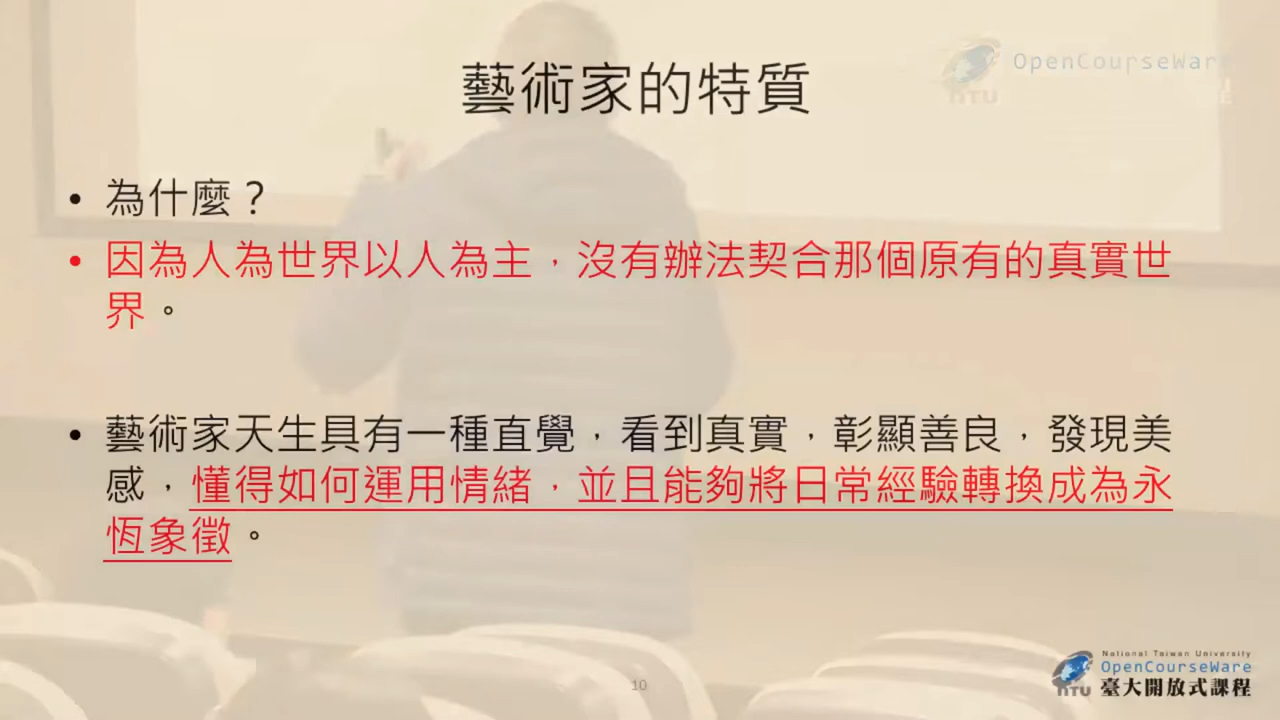 藝術家的特質
OpenCourseWare
NTU
• 為什麼？
• 因為人為世界以人為主，沒有辦法契合那個原有的真實世
界。
• 藝術家天生具有一種直覺，看到真實，彰顯善良，發現美
感，懂得如何運用情緒，並且能夠將日常經驗轉換成為永
恆象徵。
10
National Taiwan University
OpenCourseWare
NTU 臺大開放式課程